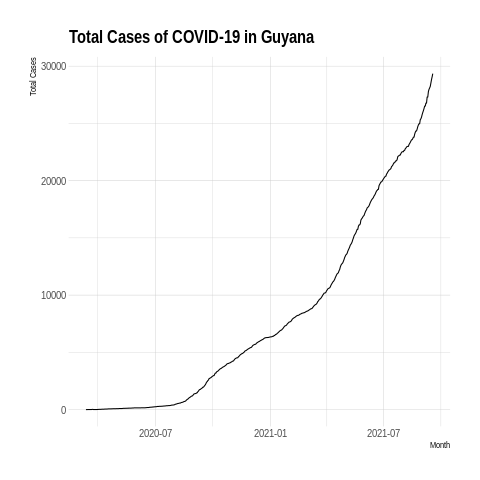 Total Cases of COVID-19 in Guyana
Total Cases
30000
20000
10000
0
2020-07
2021-01
2021-07
Month